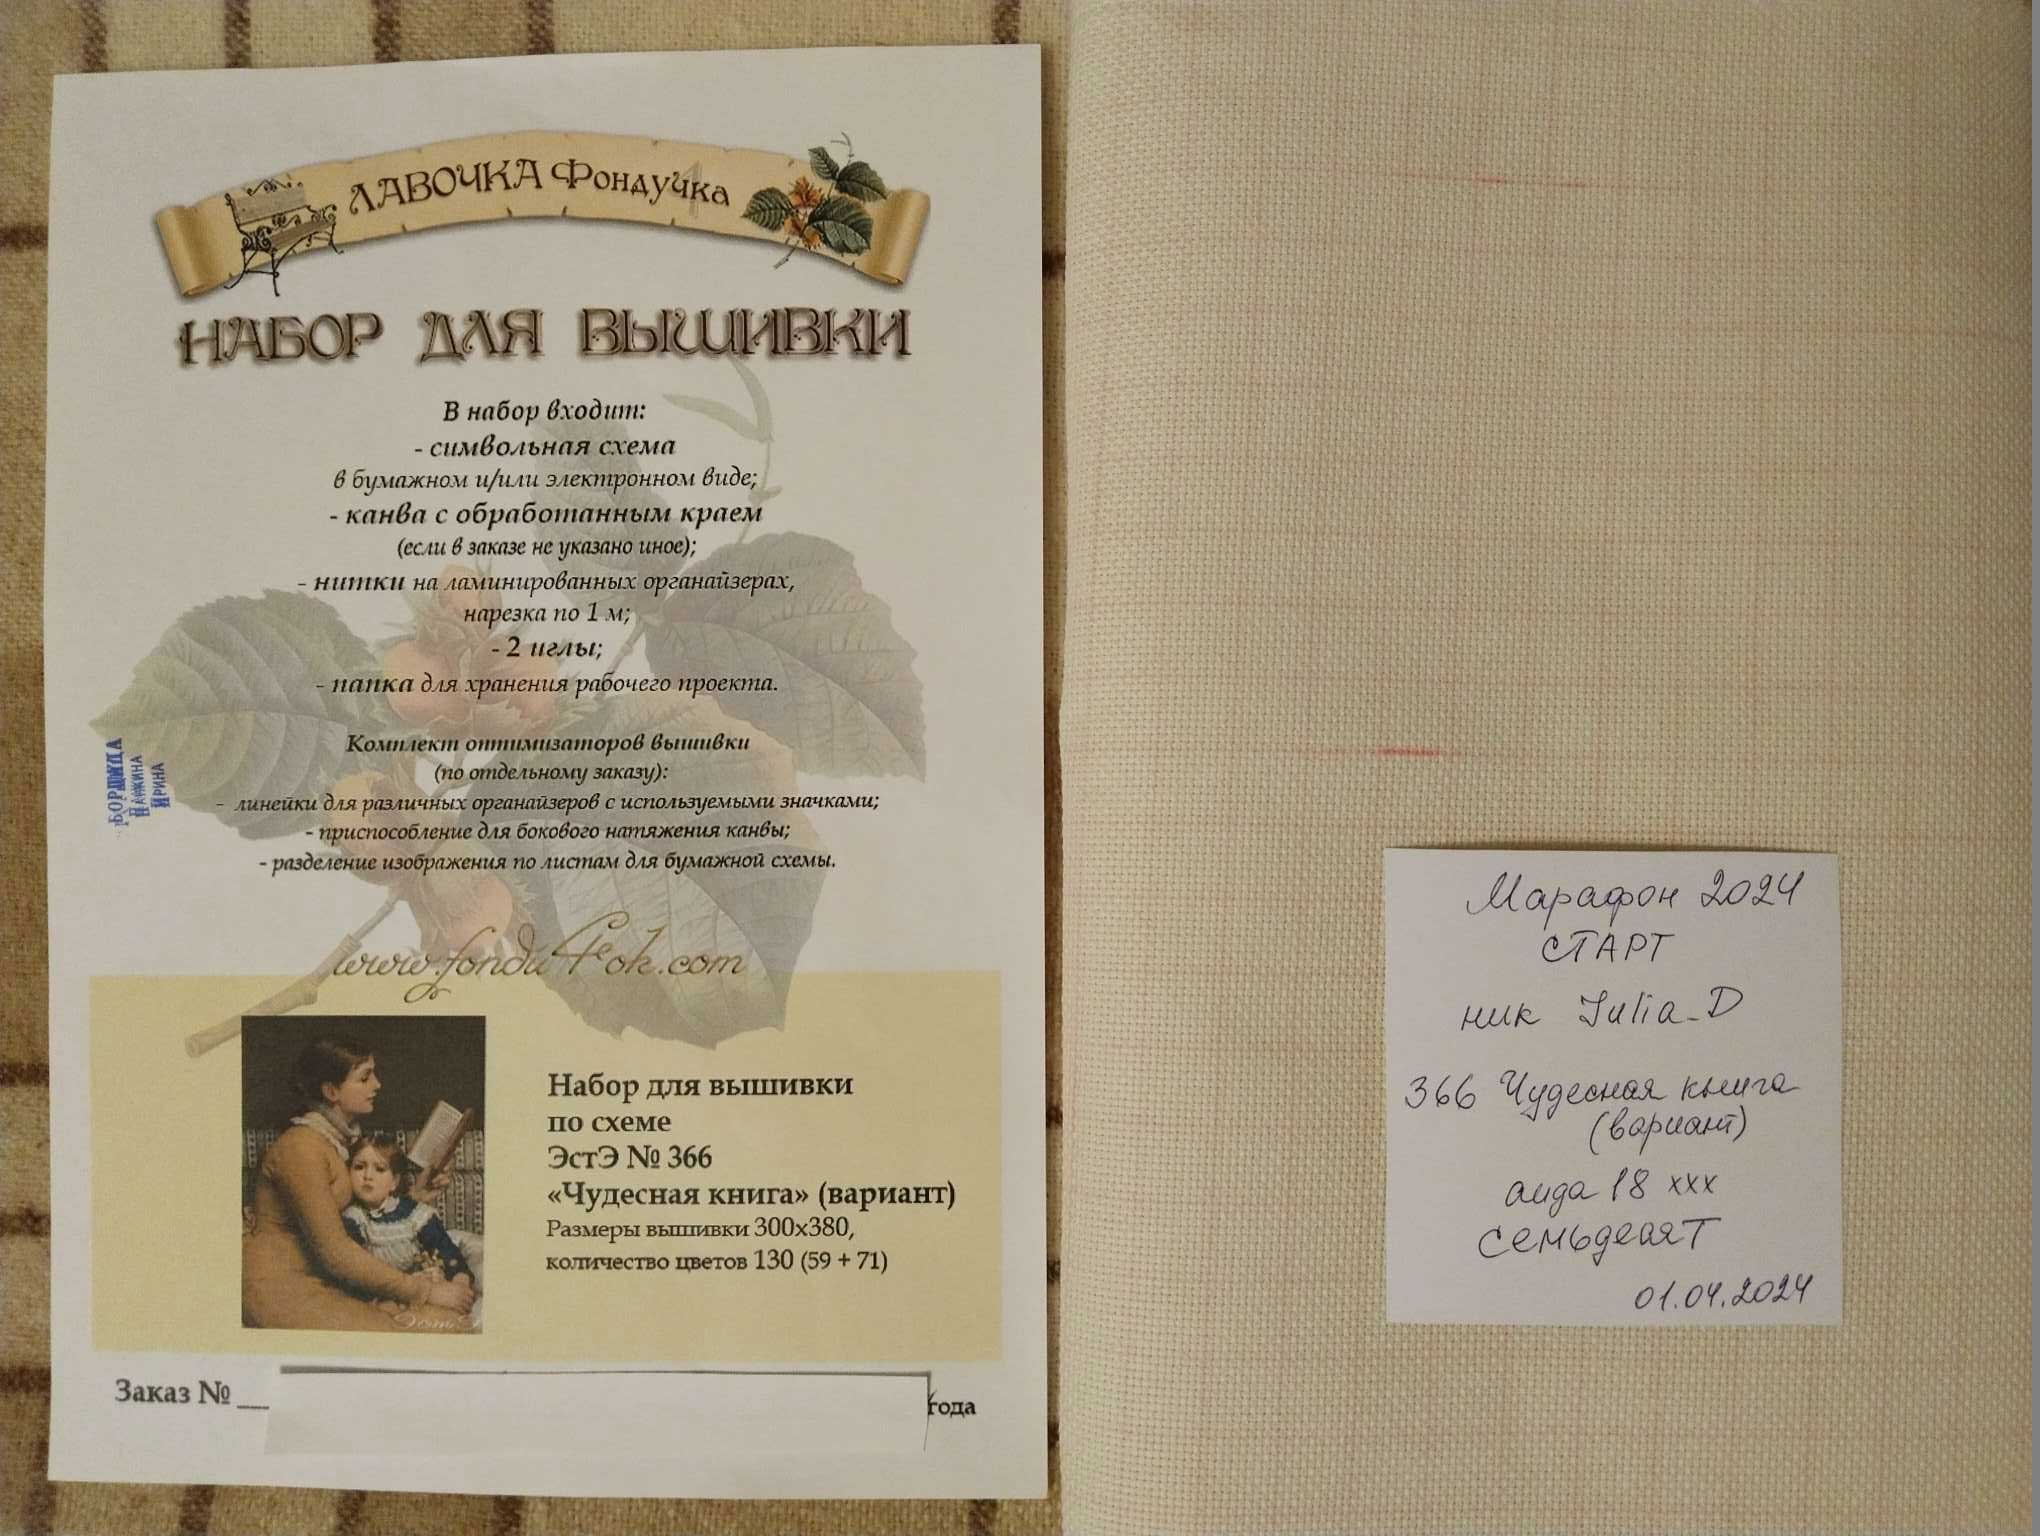 ЛАВОЧКА Фондучка
НАБОР ДЛЯ ВЫШИВКИ
В набор входит:
- символьная схема
в бумажном и/или электронном виде;
- канва с обработанным краем
(если в заказе не указано иное);
- нитки на ламинированных органайзерах,
нарезка по 1 м;
- 2 иглы;
- папка для хранения рабочего проекта.
Комплект оптимизаторов вышивки
(по отдельному заказу):
- линейки для различных органайзеров с используемыми значками;
- приспособление для бокового натяжения канвы;
- разделение изображения по листам для бумажной схемы.
www.fondu4ok.com
Набор для вышивки
по схеме
ЭстЭ № 366
«Чудесная книга» (вариант)
Размеры вышивки 300х380,
количество цветов 130 (59 + 71)
Заказ № __
года
Ирина
Марафон 2024
СТАРТ
ник Julia_D
366 Чудесная книга
(вариант)
аида 18 ххх
семьдесят
01.04.2024